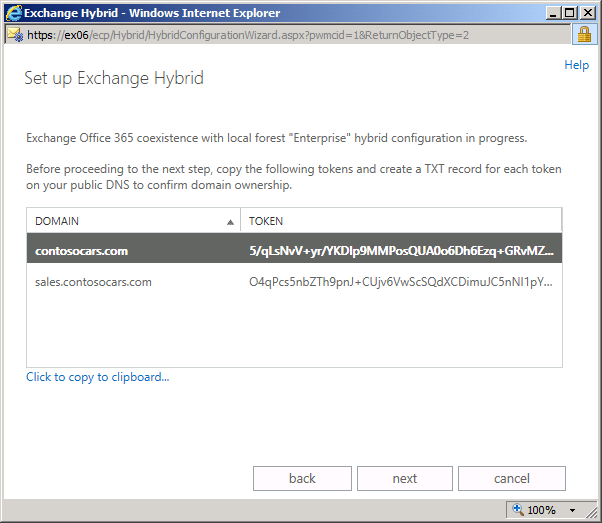 Exchange Hybrid - Windows Internet Explorer
https://ex06/ecp/Hybrid/HybridConfigurationWizard.aspx?pwmcid=1&ReturnObjectType=2
Help
Set up Exchange Hybrid
Exchange Office 365 coexistence with local forest "Enterprise" hybrid configuration in progress.
Before proceeding to the next step, copy the following tokens and create a TXT record for each token
on your public DNS to confirm domain ownership.
DOMAIN TOKEN
contosocars.com 5/qLsNvV+yr/YKDlp9MMPosQUA0o6Dh6Ezq+GRvMZ...
sales.contosocars.com O4qPcs5nbZTh9pnJ+CUjv6VwScSQdXCDimuJC5nNI1pY...
Click to copy to clipboard...
back next cancel
100%